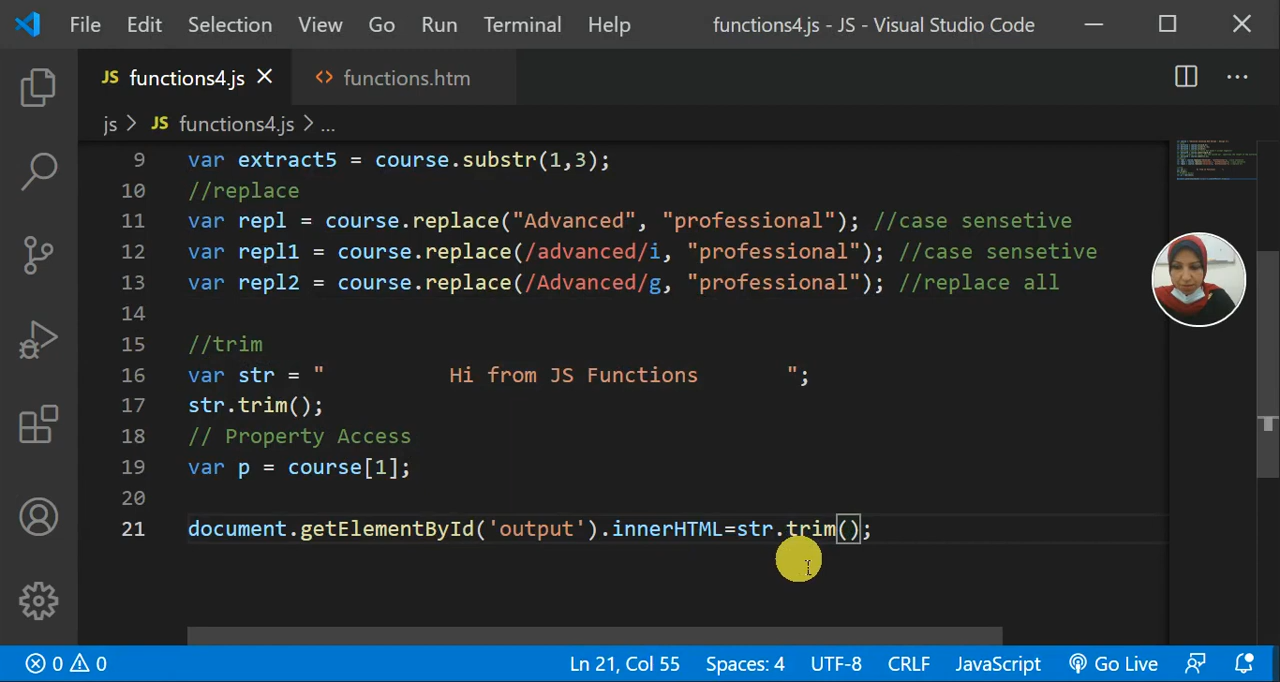 File Edit Selection View Go Run Terminal Help functions4.js - JS - Visual Studio Code
JS functions4.js functions.htm
js > JS functions4.js > ...
9 var extract5 = course.substr(1,3);
10 //replace
11 var repl = course.replace("Advanced", "professional"); //case sensetive
12 var repl1 = course.replace(/advanced/i, "professional"); //case sensetive
13 var repl2 = course.replace(/Advanced/g, "professional"); //replace all
14
15 //trim
16 var str = "          Hi from JS Functions       ";
17 str.trim();
18 // Property Access
19 var p = course[1];
20
21 document.getElementById('output').innerHTML=str.trim();
0 0 Ln 21, Col 55 Spaces: 4 UTF-8 CRLF JavaScript Go Live